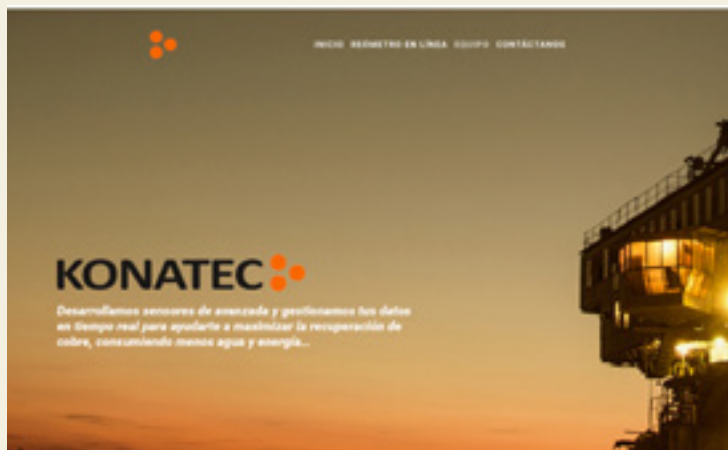 INICIO REÓMETRO EN LÍNEA EQUIPO CONTÁCTANOS
KONATEC
Desarrollamos sensores de avanzada y gestionamos tus datos
en tiempo real para ayudarte a maximizar la recuperación de
cobre, consumiendo menos agua y energía...